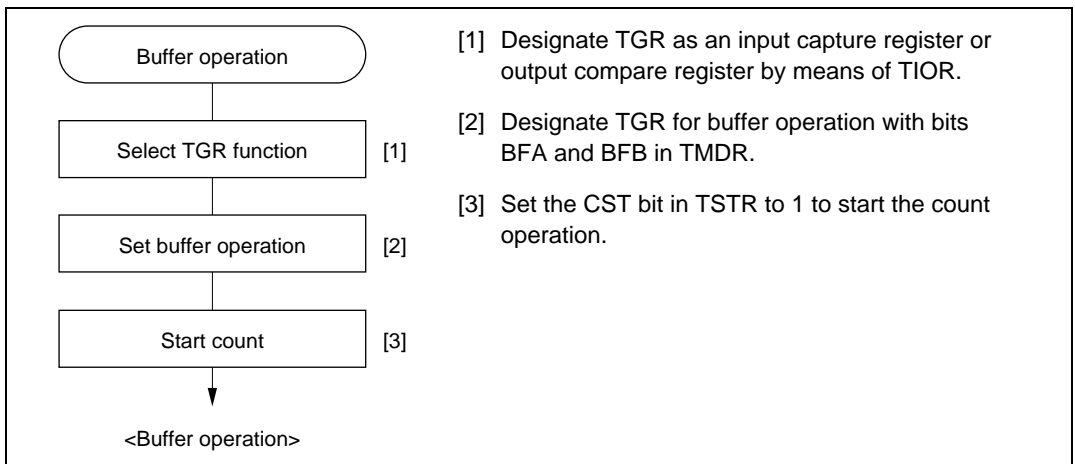 Buffer operation
Select TGR function
[1]
Set buffer operation
[2]
Start count
[3]
<Buffer operation>
[1] Designate TGR as an input capture register or
output compare register by means of TIOR.
[2] Designate TGR for buffer operation with bits
BFA and BFB in TMDR.
[3] Set the CST bit in TSTR to 1 to start the count
operation.